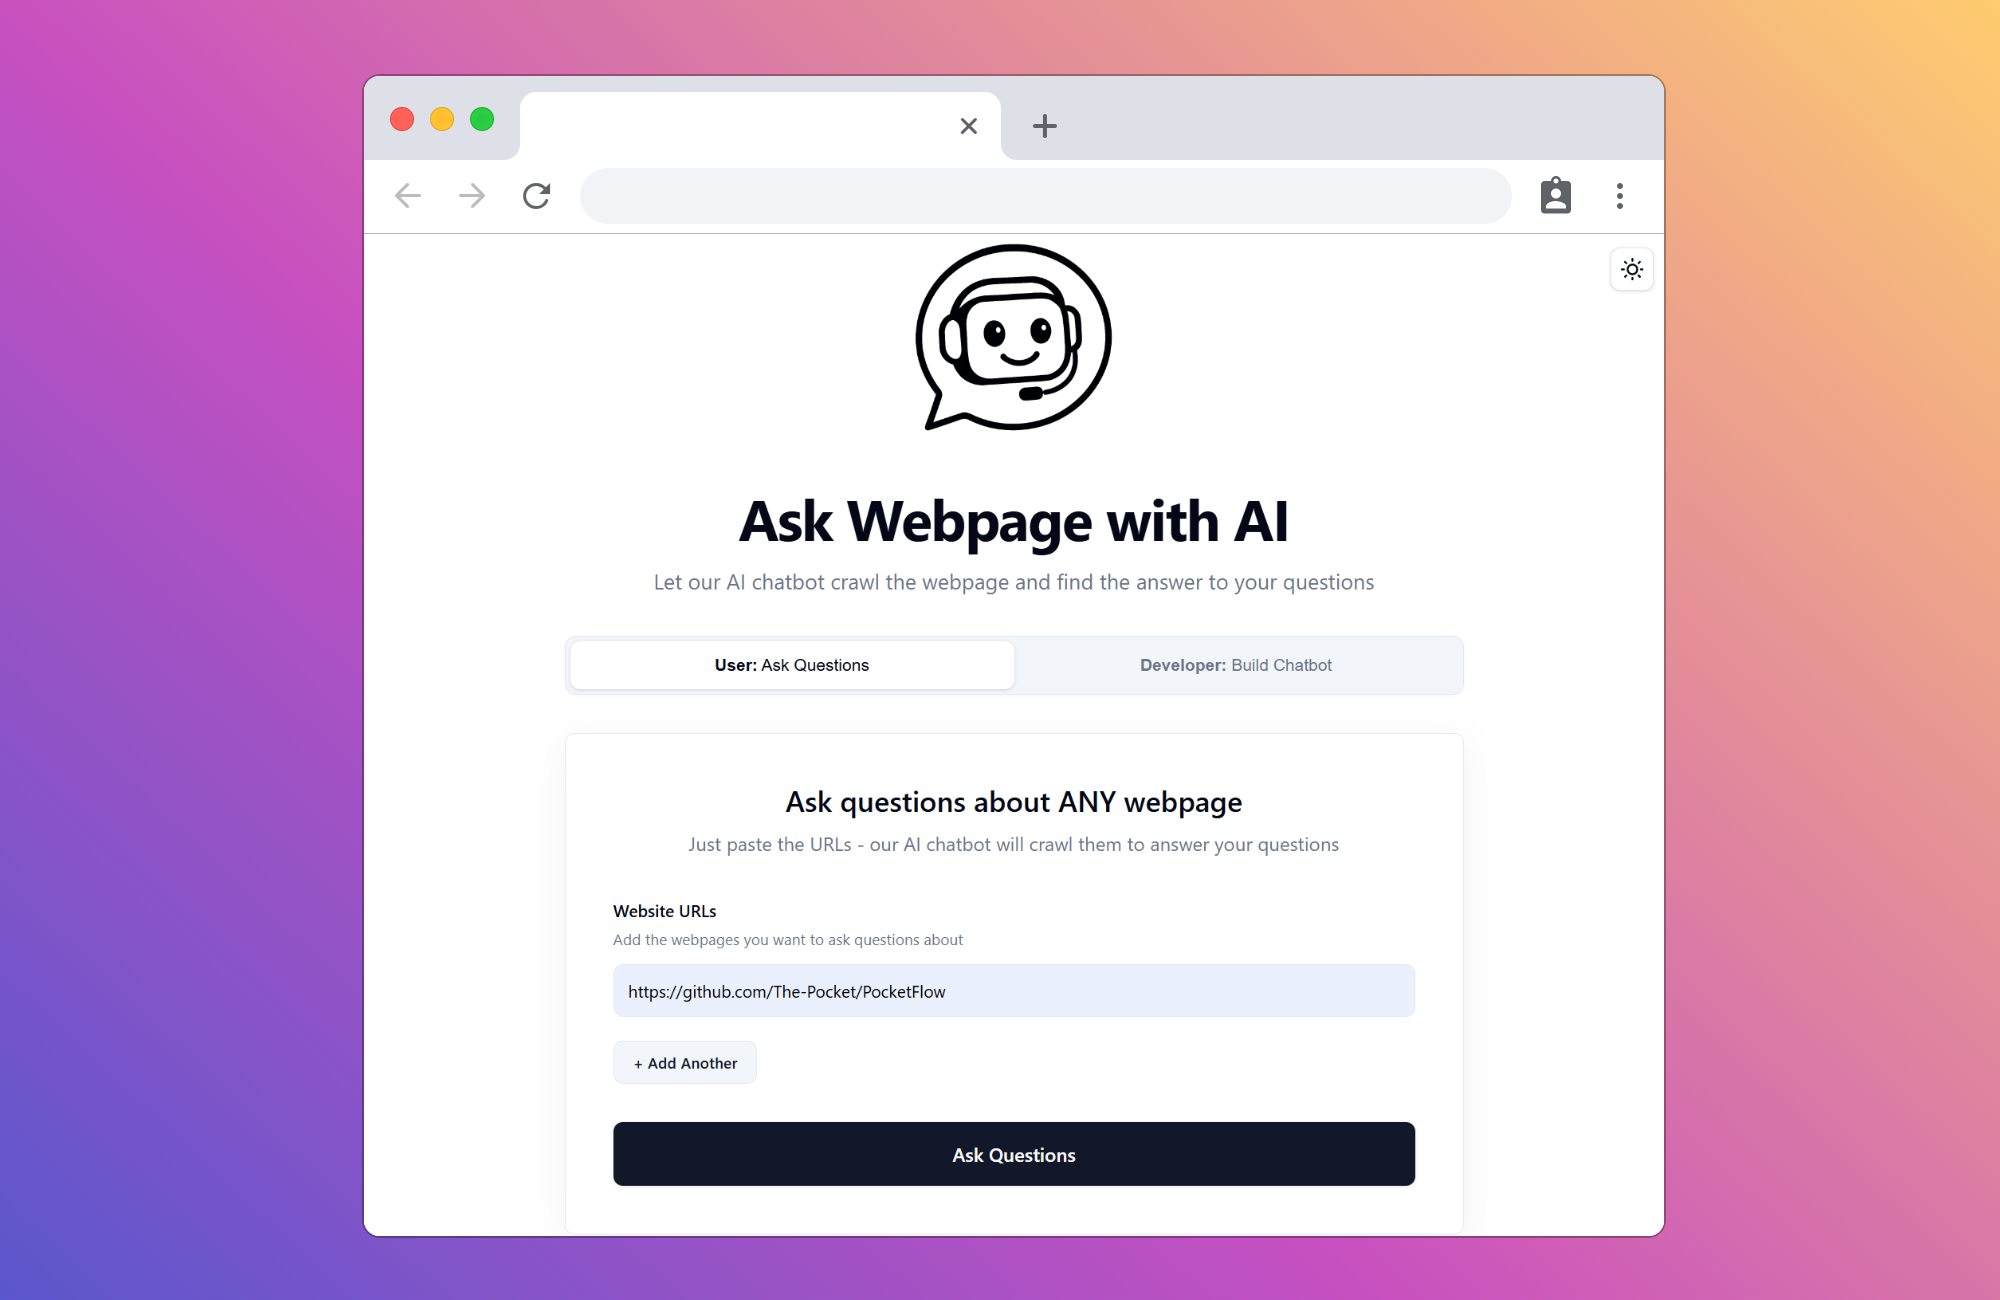 Ask Webpage with AI
Let our AI chatbot crawl the webpage and find the answer to your questions
User: Ask Questions
Developer: Build Chatbot
Ask questions about ANY webpage
Just paste the URLs - our AI chatbot will crawl them to answer your questions
Website URLs
Add the webpages you want to ask questions about
https://github.com/The-Pocket/PocketFlow
+ Add Another
Ask Questions